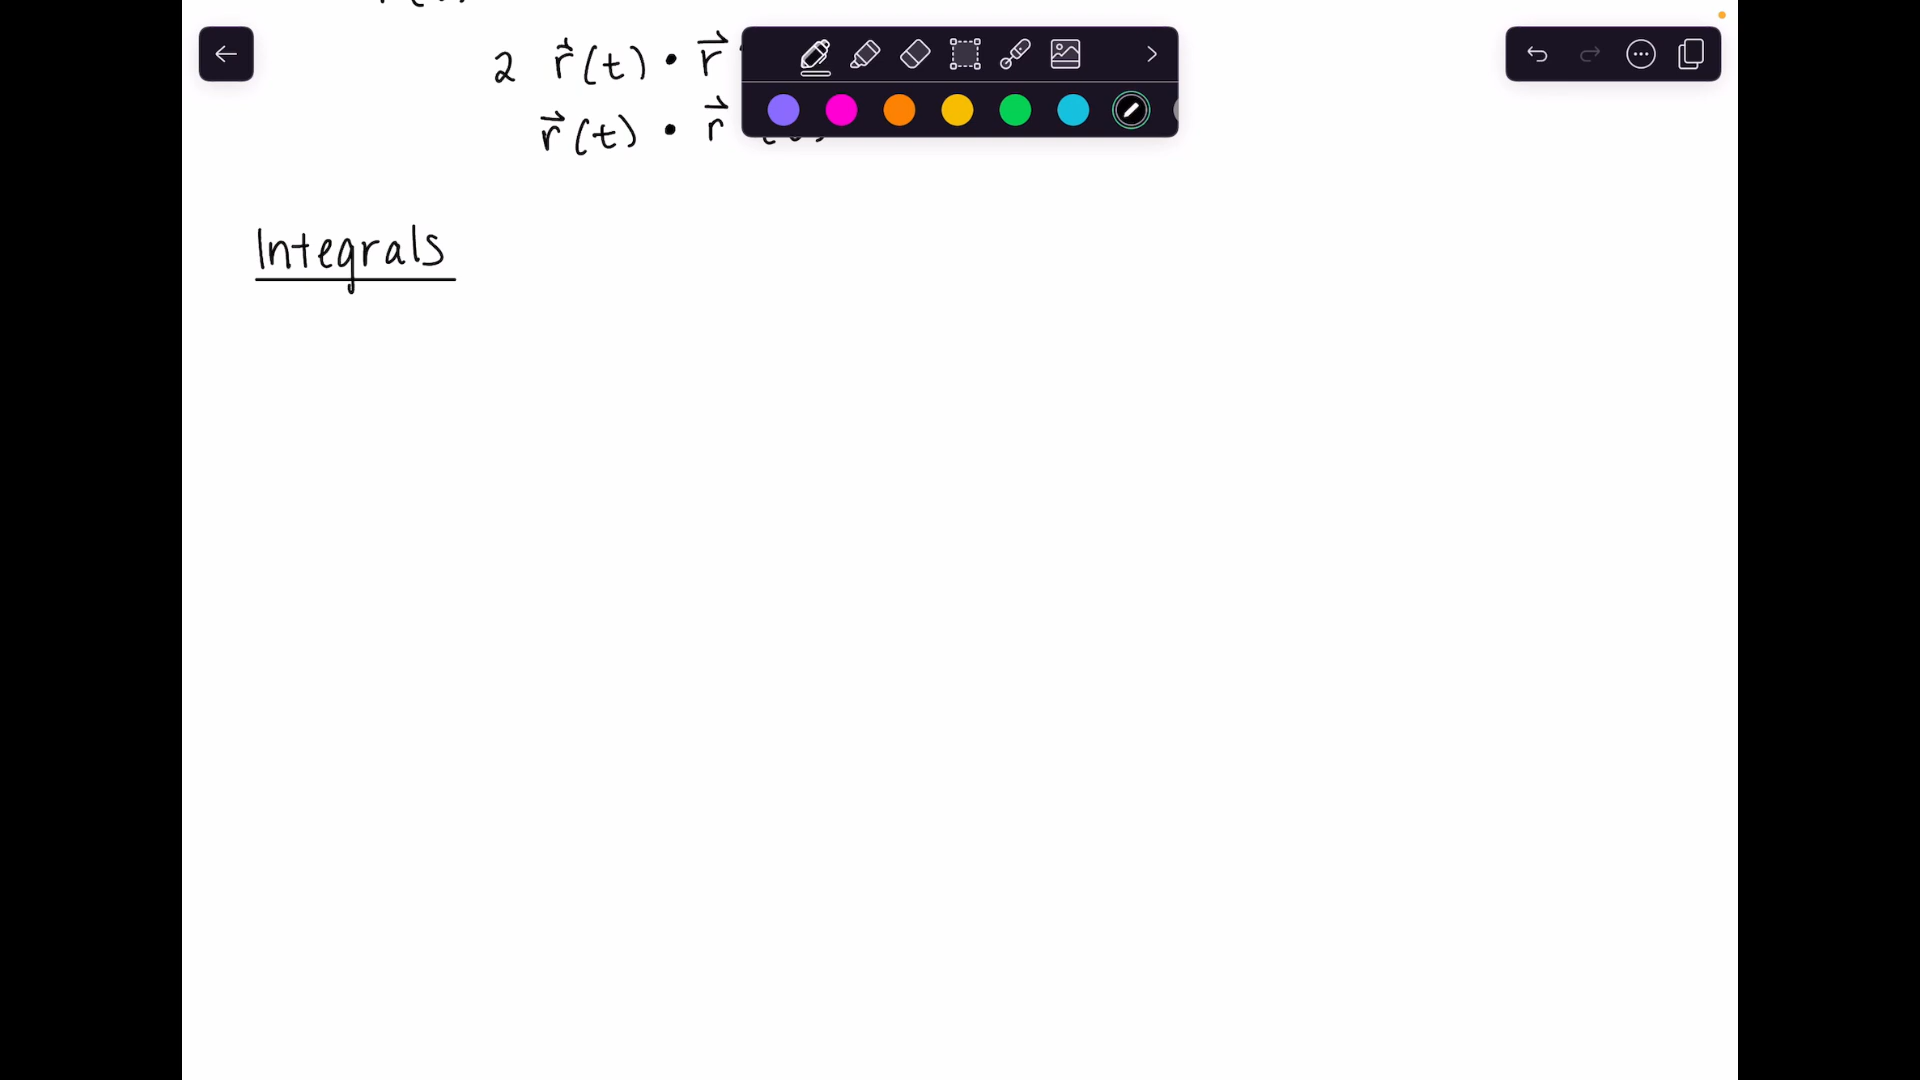 2 r⃗(t) · r⃗
r⃗(t) · r⃗
Integrals